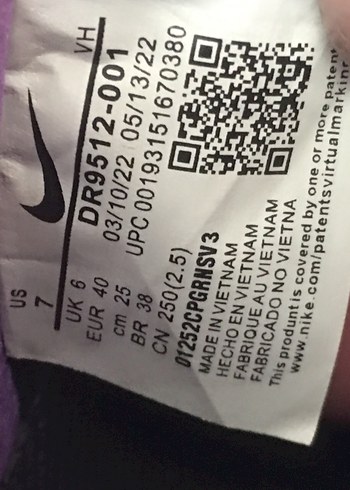 VH
DR9512-001
03/10/22 05/13/22
UPC 00193151670380
US
7
UK 6
EUR 40
cm 25
BR 38
CN 250(2.5)
01252CPGRNSV3
MADE IN VIETNAM
HECHO EN VIETNAM
FABRIQUE AU VIETNAM
FABRICADO NO VIETNA
This product is covered by one or more patent
www.nike.com/patentsvirtualmarkin